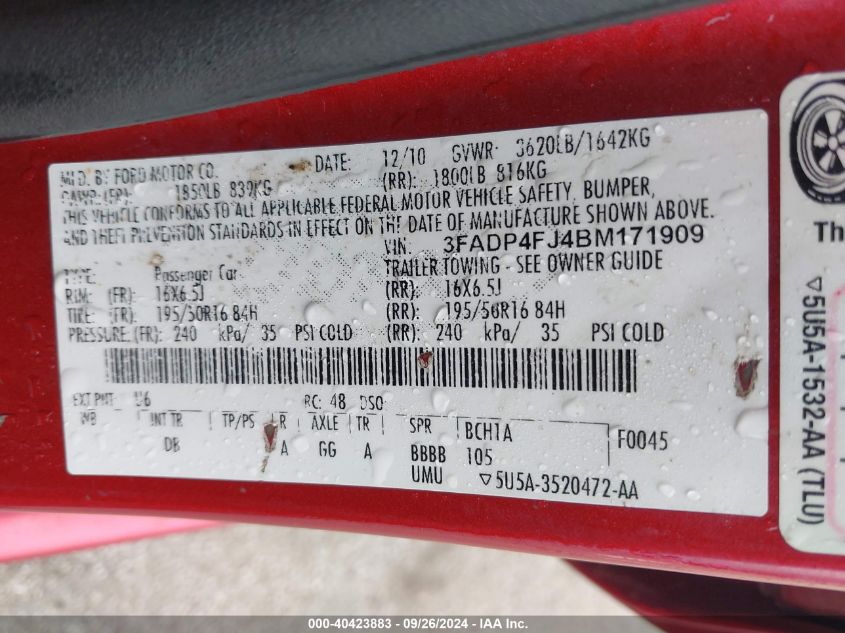 MFD. BY FORD MOTOR CO.
DATE: 12/10 GVWR: 3620LB/1642KG
GAWR: (FR): 1850LB 839KG (RR): 1800LB 816KG
THIS VEHICLE CONFORMS TO ALL APPLICABLE FEDERAL MOTOR VEHICLE SAFETY, BUMPER,
AND THEFT PREVENTION STANDARDS IN EFFECT ON THE DATE OF MANUFACTURE SHOWN ABOVE.
VIN: 3FADP4FJ4BM171909
TYPE: Passenger Car TRAILER TOWING - SEE OWNER GUIDE
RIM: (FR): 16X6.5J (RR): 16X6.5J
TIRE: (FR): 195/50R16 84H (RR): 195/50R16 84H
PRESSURE: (FR): 240 kPa/ 35 PSI COLD (RR): 240 kPa/ 35 PSI COLD
EXT PNT: RC: 48 DSO:
WB INT TR TP/PS R AXLE TR SPR BCH1A F0045
DB A GG A BBBB 105
UMU ▽5U5A-3520472-AA
▽5U5A-1532-AA (TLU)
000-40423883 - 09/26/2024 - IAA Inc.